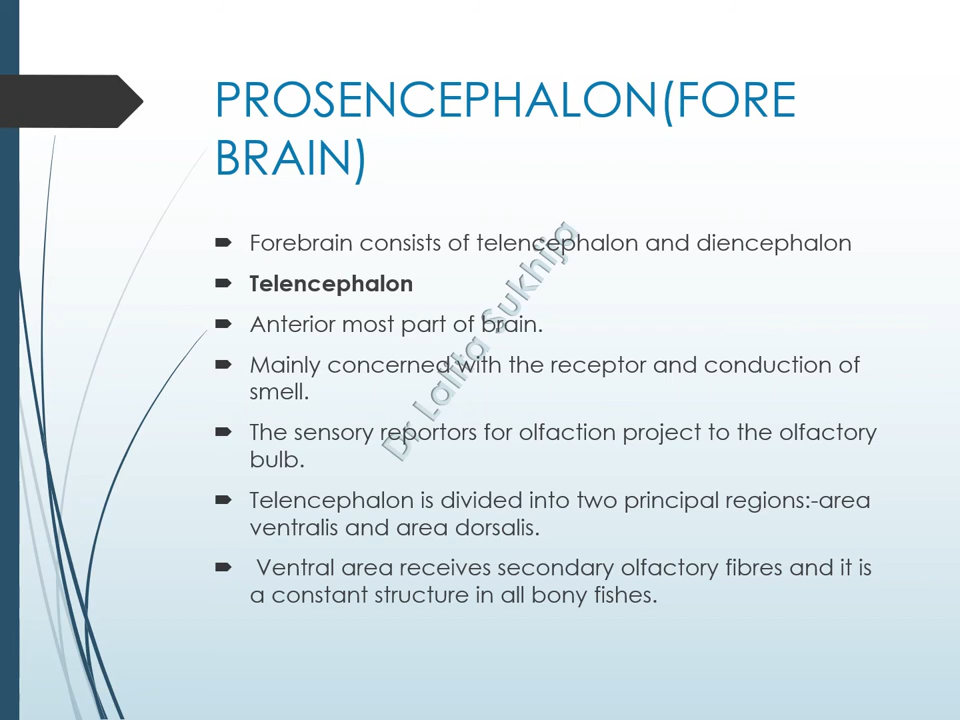 PROSENCEPHALON(FORE
BRAIN)
Forebrain consists of telencephalon and diencephalon
Telencephalon
Anterior most part of brain.
Mainly concerned with the receptor and conduction of
smell.
The sensory reportors for olfaction project to the olfactory
bulb.
Telencephalon is divided into two principal regions:-area
ventralis and area dorsalis.
Ventral area receives secondary olfactory fibres and it is
a constant structure in all bony fishes.
Dr Lalita Sukhija